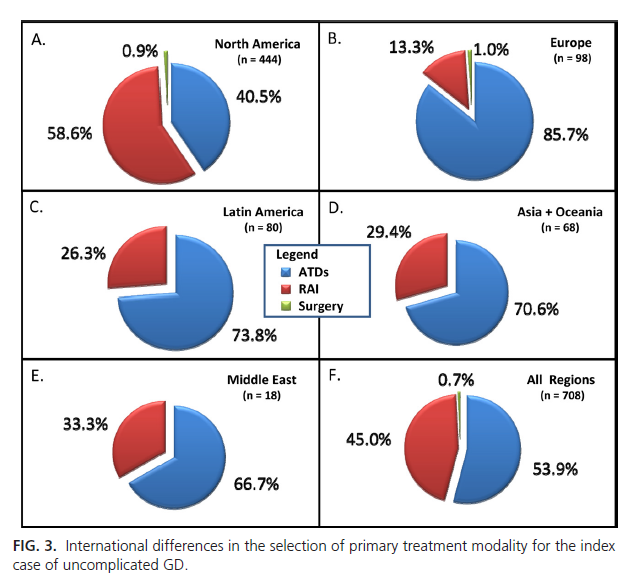 A.
North America
(n = 444)
0.9%
40.5%
58.6%
B.
Europe
(n = 98)
13.3%
1.0%
85.7%
C.
Latin America
(n = 80)
26.3%
73.8%
D.
Asia + Oceania
(n = 68)
29.4%
70.6%
Legend
ATDs
RAI
Surgery
E.
Middle East
(n = 18)
33.3%
66.7%
F.
All Regions
(n = 708)
0.7%
45.0%
53.9%
FIG. 3. International differences in the selection of primary treatment modality for the index
case of uncomplicated GD.